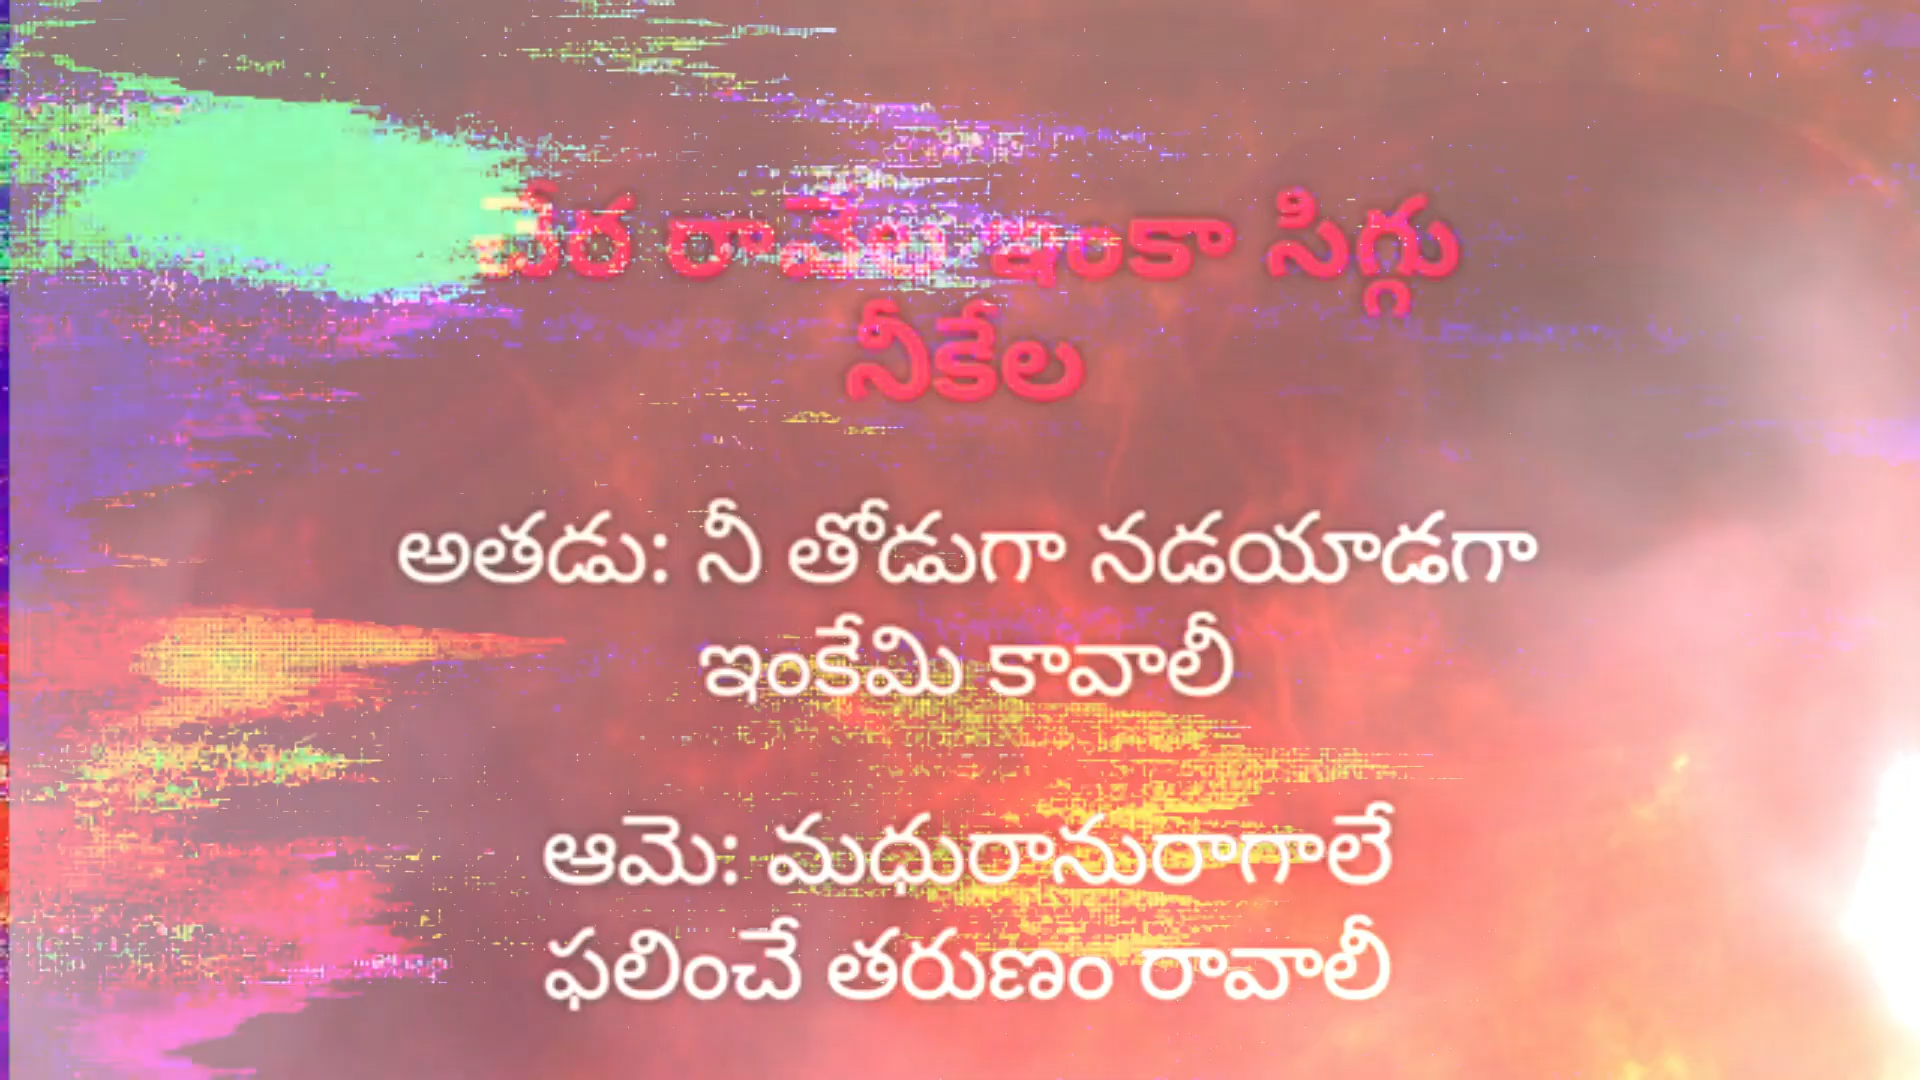 రావేల ఇంకా సిగ్గు
నీకేల
అతడు: నీ తోడుగా నడయాడగా
ఇంకేమి కావాలీ
ఆమె: మధురానురాగాలే
ఫలించే తరుణం రావాలీ